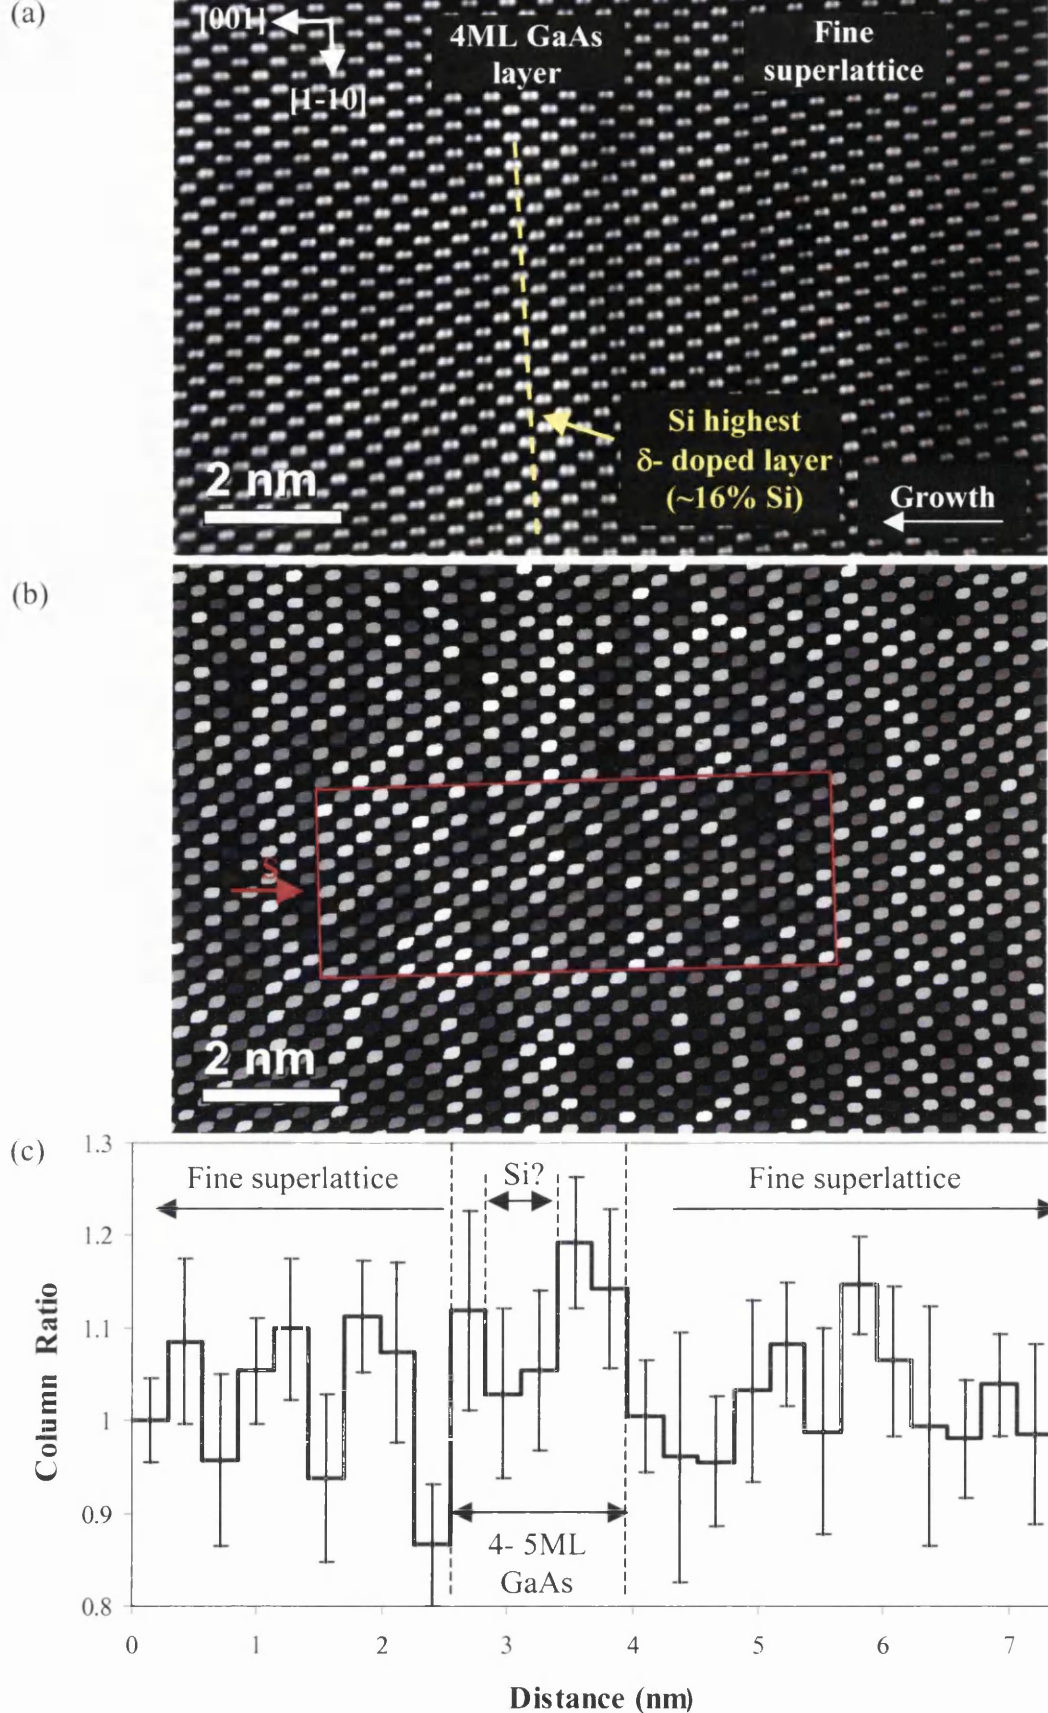 (a)
[001]
[1-10]
4ML GaAs
layer
Fine
superlattice
Si highest
δ- doped layer
(~16% Si)
2 nm
Growth
(b)
S
2 nm
(c)
1.3
1.2
1.1
1
0.9
0.8
Column Ratio
Fine superlattice
Si?
Fine superlattice
4- 5ML
GaAs
0
1
2
3
4
5
6
7
Distance (nm)